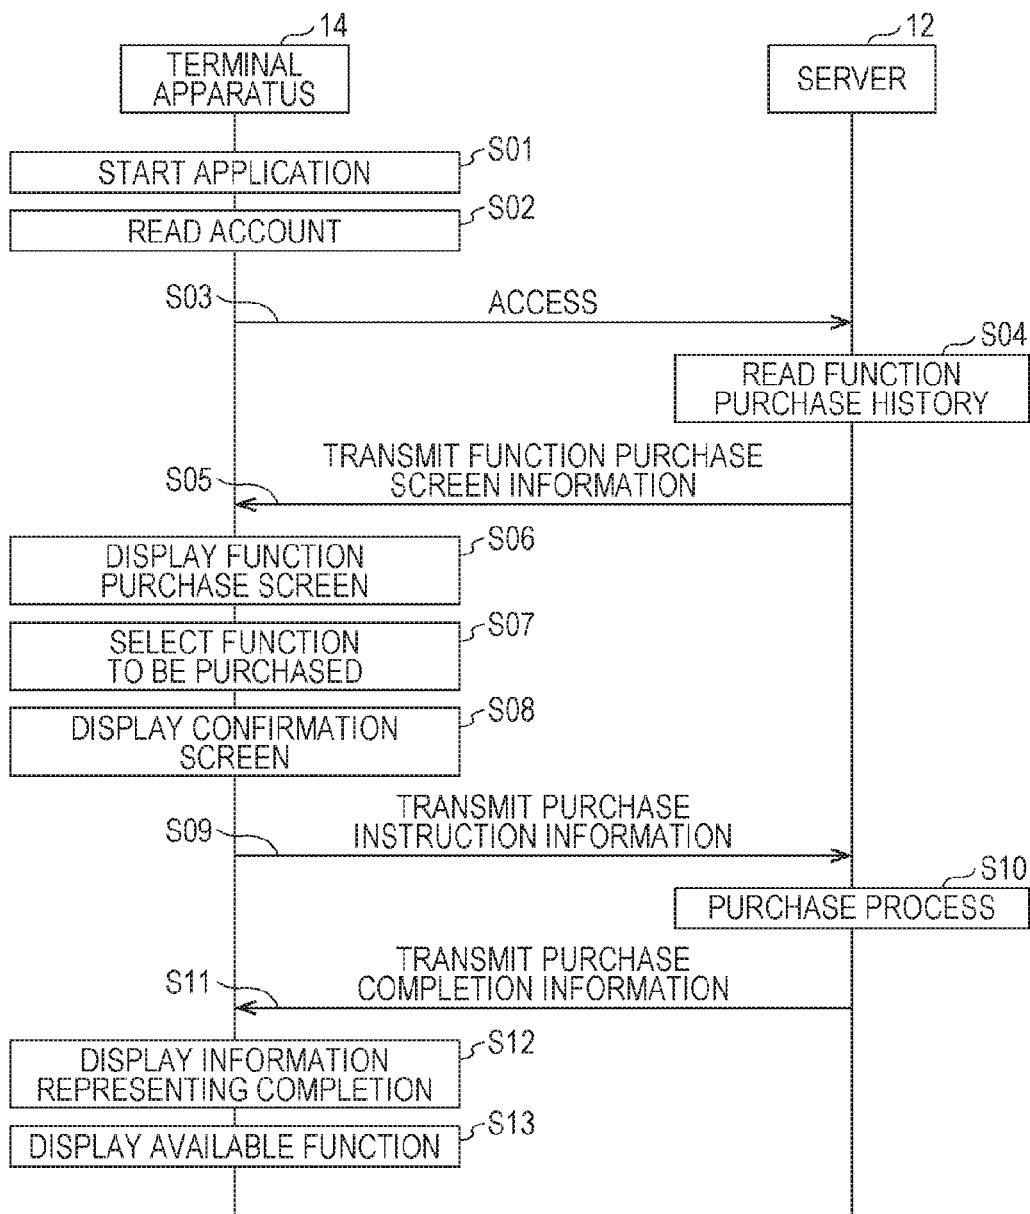 14
TERMINAL
APPARATUS
12
SERVER
S01
START APPLICATION
S02
READ ACCOUNT
S03
ACCESS
S04
READ FUNCTION
PURCHASE HISTORY
TRANSMIT FUNCTION PURCHASE
SCREEN INFORMATION
S05
S06
DISPLAY FUNCTION
PURCHASE SCREEN
S07
SELECT FUNCTION
TO BE PURCHASED
S08
DISPLAY CONFIRMATION
SCREEN
TRANSMIT PURCHASE
INSTRUCTION INFORMATION
S09
S10
PURCHASE PROCESS
TRANSMIT PURCHASE
COMPLETION INFORMATION
S11
S12
DISPLAY INFORMATION
REPRESENTING COMPLETION
S13
DISPLAY AVAILABLE FUNCTION